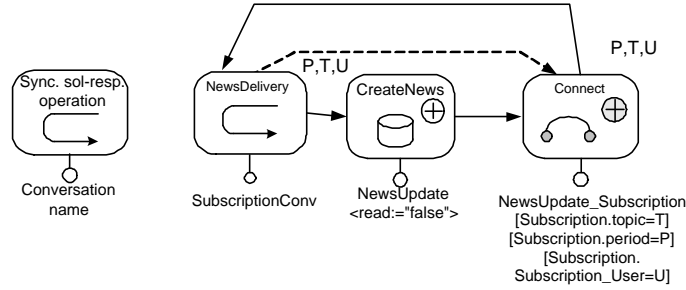 Sync. sol-resp.
operation
Conversation
name
NewsDelivery
SubscriptionConv
P,T,U
CreateNews
NewsUpdate
<read:="false">
P,T,U
Connect
NewsUpdate_Subscription
[Subscription.topic=T]
[Subscription.period=P]
[Subscription.
Subscription_User=U]